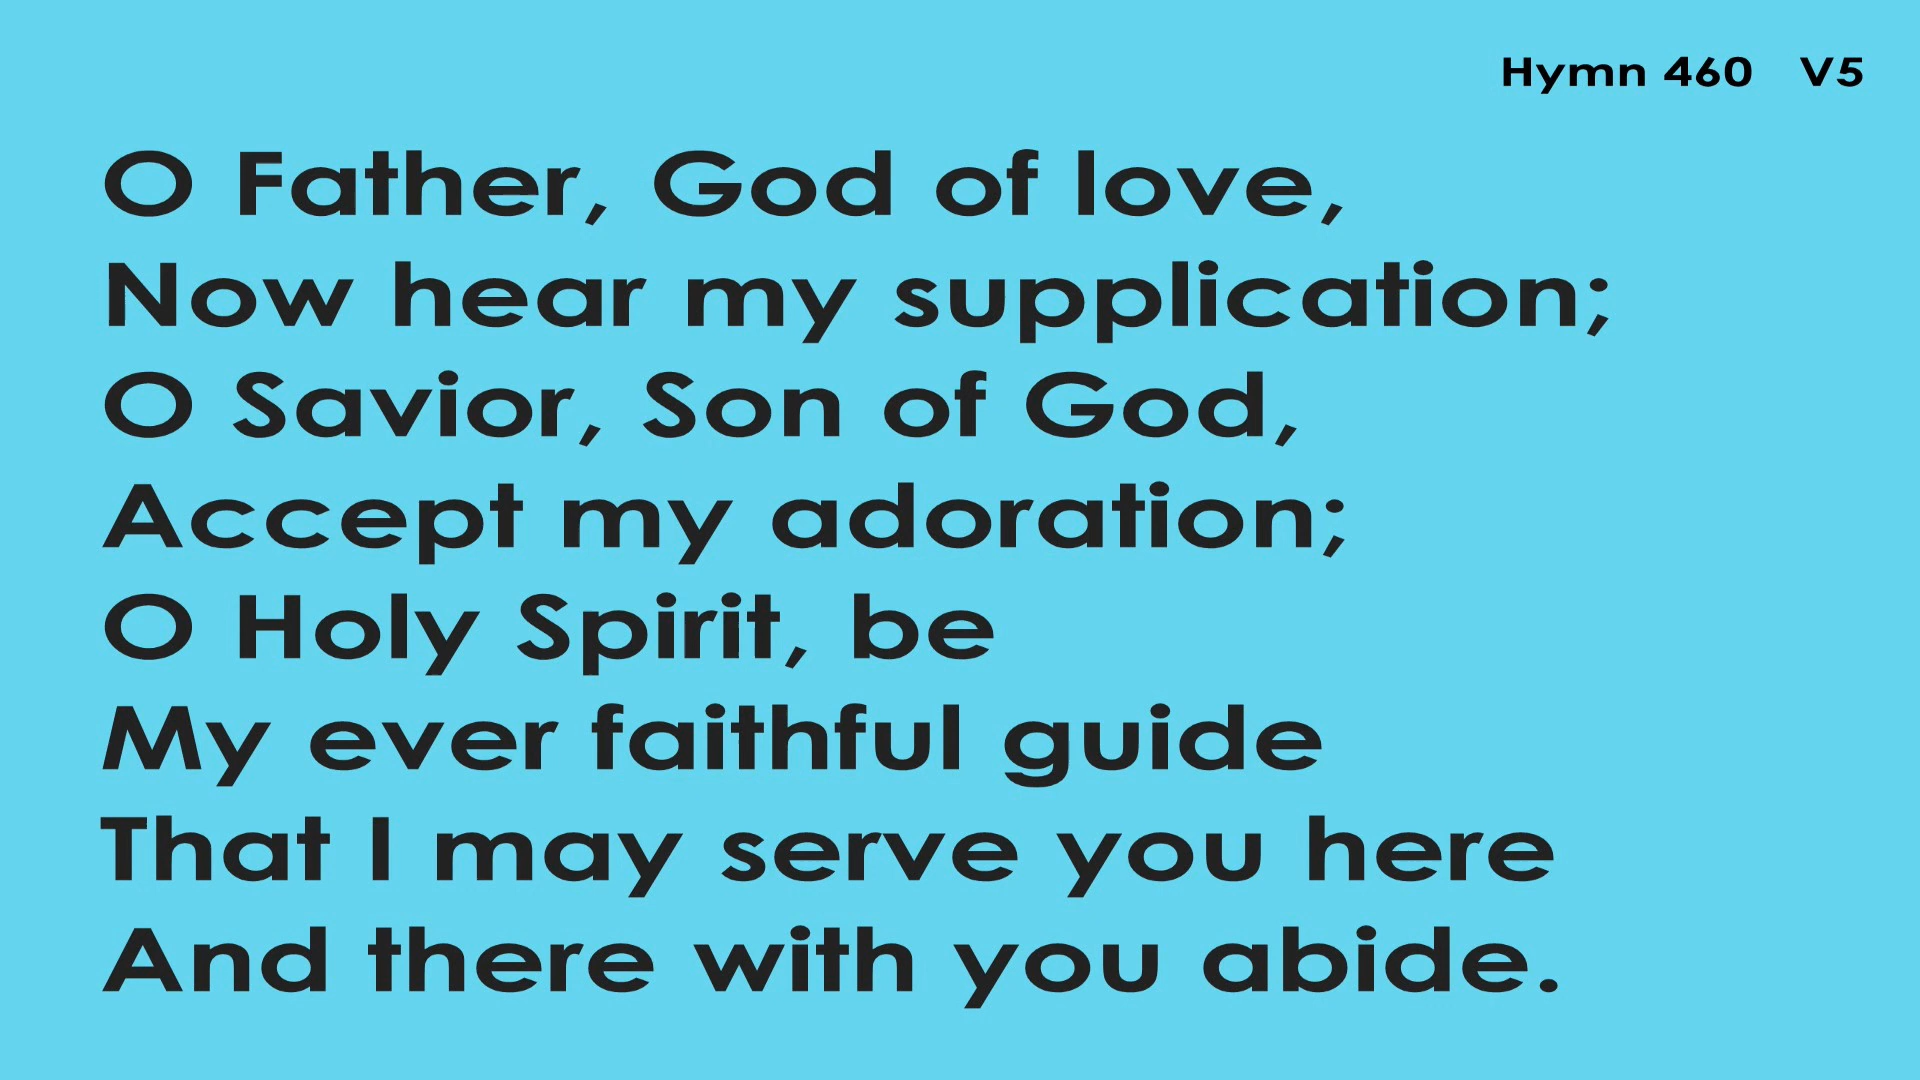 Hymn 460 V5
O Father, God of love,
Now hear my supplication;
O Savior, Son of God,
Accept my adoration;
O Holy Spirit, be
My ever faithful guide
That I may serve you here
And there with you abide.